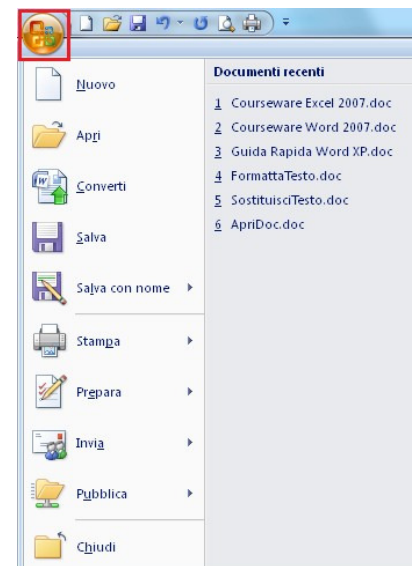 Nuovo
Apri
Converti
Salva
Salva con nome
Stampa
Prepara
Invia
Pubblica
Chiudi
Documenti recenti
1 Courseware Excel 2007.doc
2 Courseware Word 2007.doc
3 Guida Rapida Word XP.doc
4 FormattaTesto.doc
5 SostituisciTesto.doc
6 ApriDoc.doc